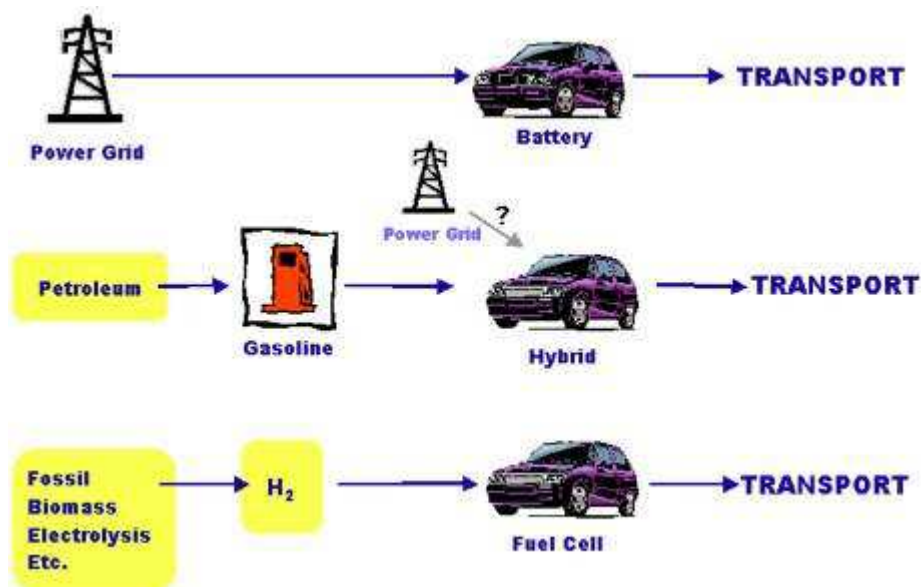 TRANSPORT
Battery
Power Grid
?
Power Grid
Petroleum
TRANSPORT
Gasoline
Hybrid
Fossil
Biomass
Electrolysis
Etc.
H₂
TRANSPORT
Fuel Cell